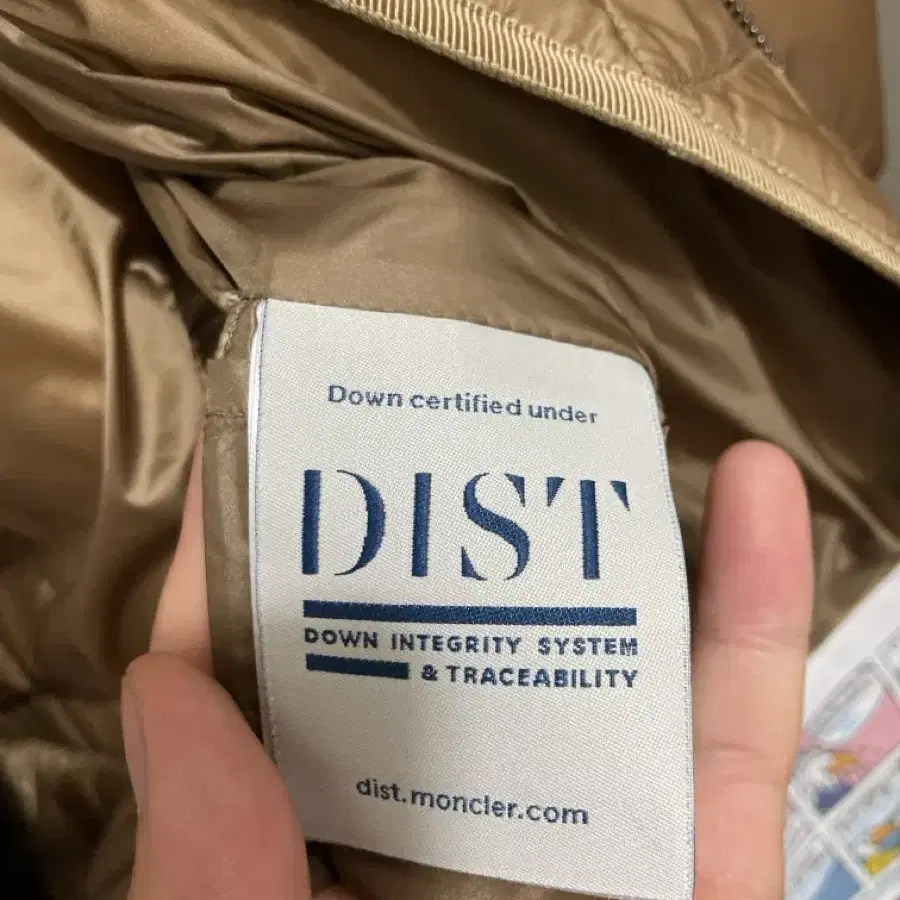 Down certified under
DIST
DOWN INTEGRITY SYSTEM
& TRACEABILITY
dist.moncler.com